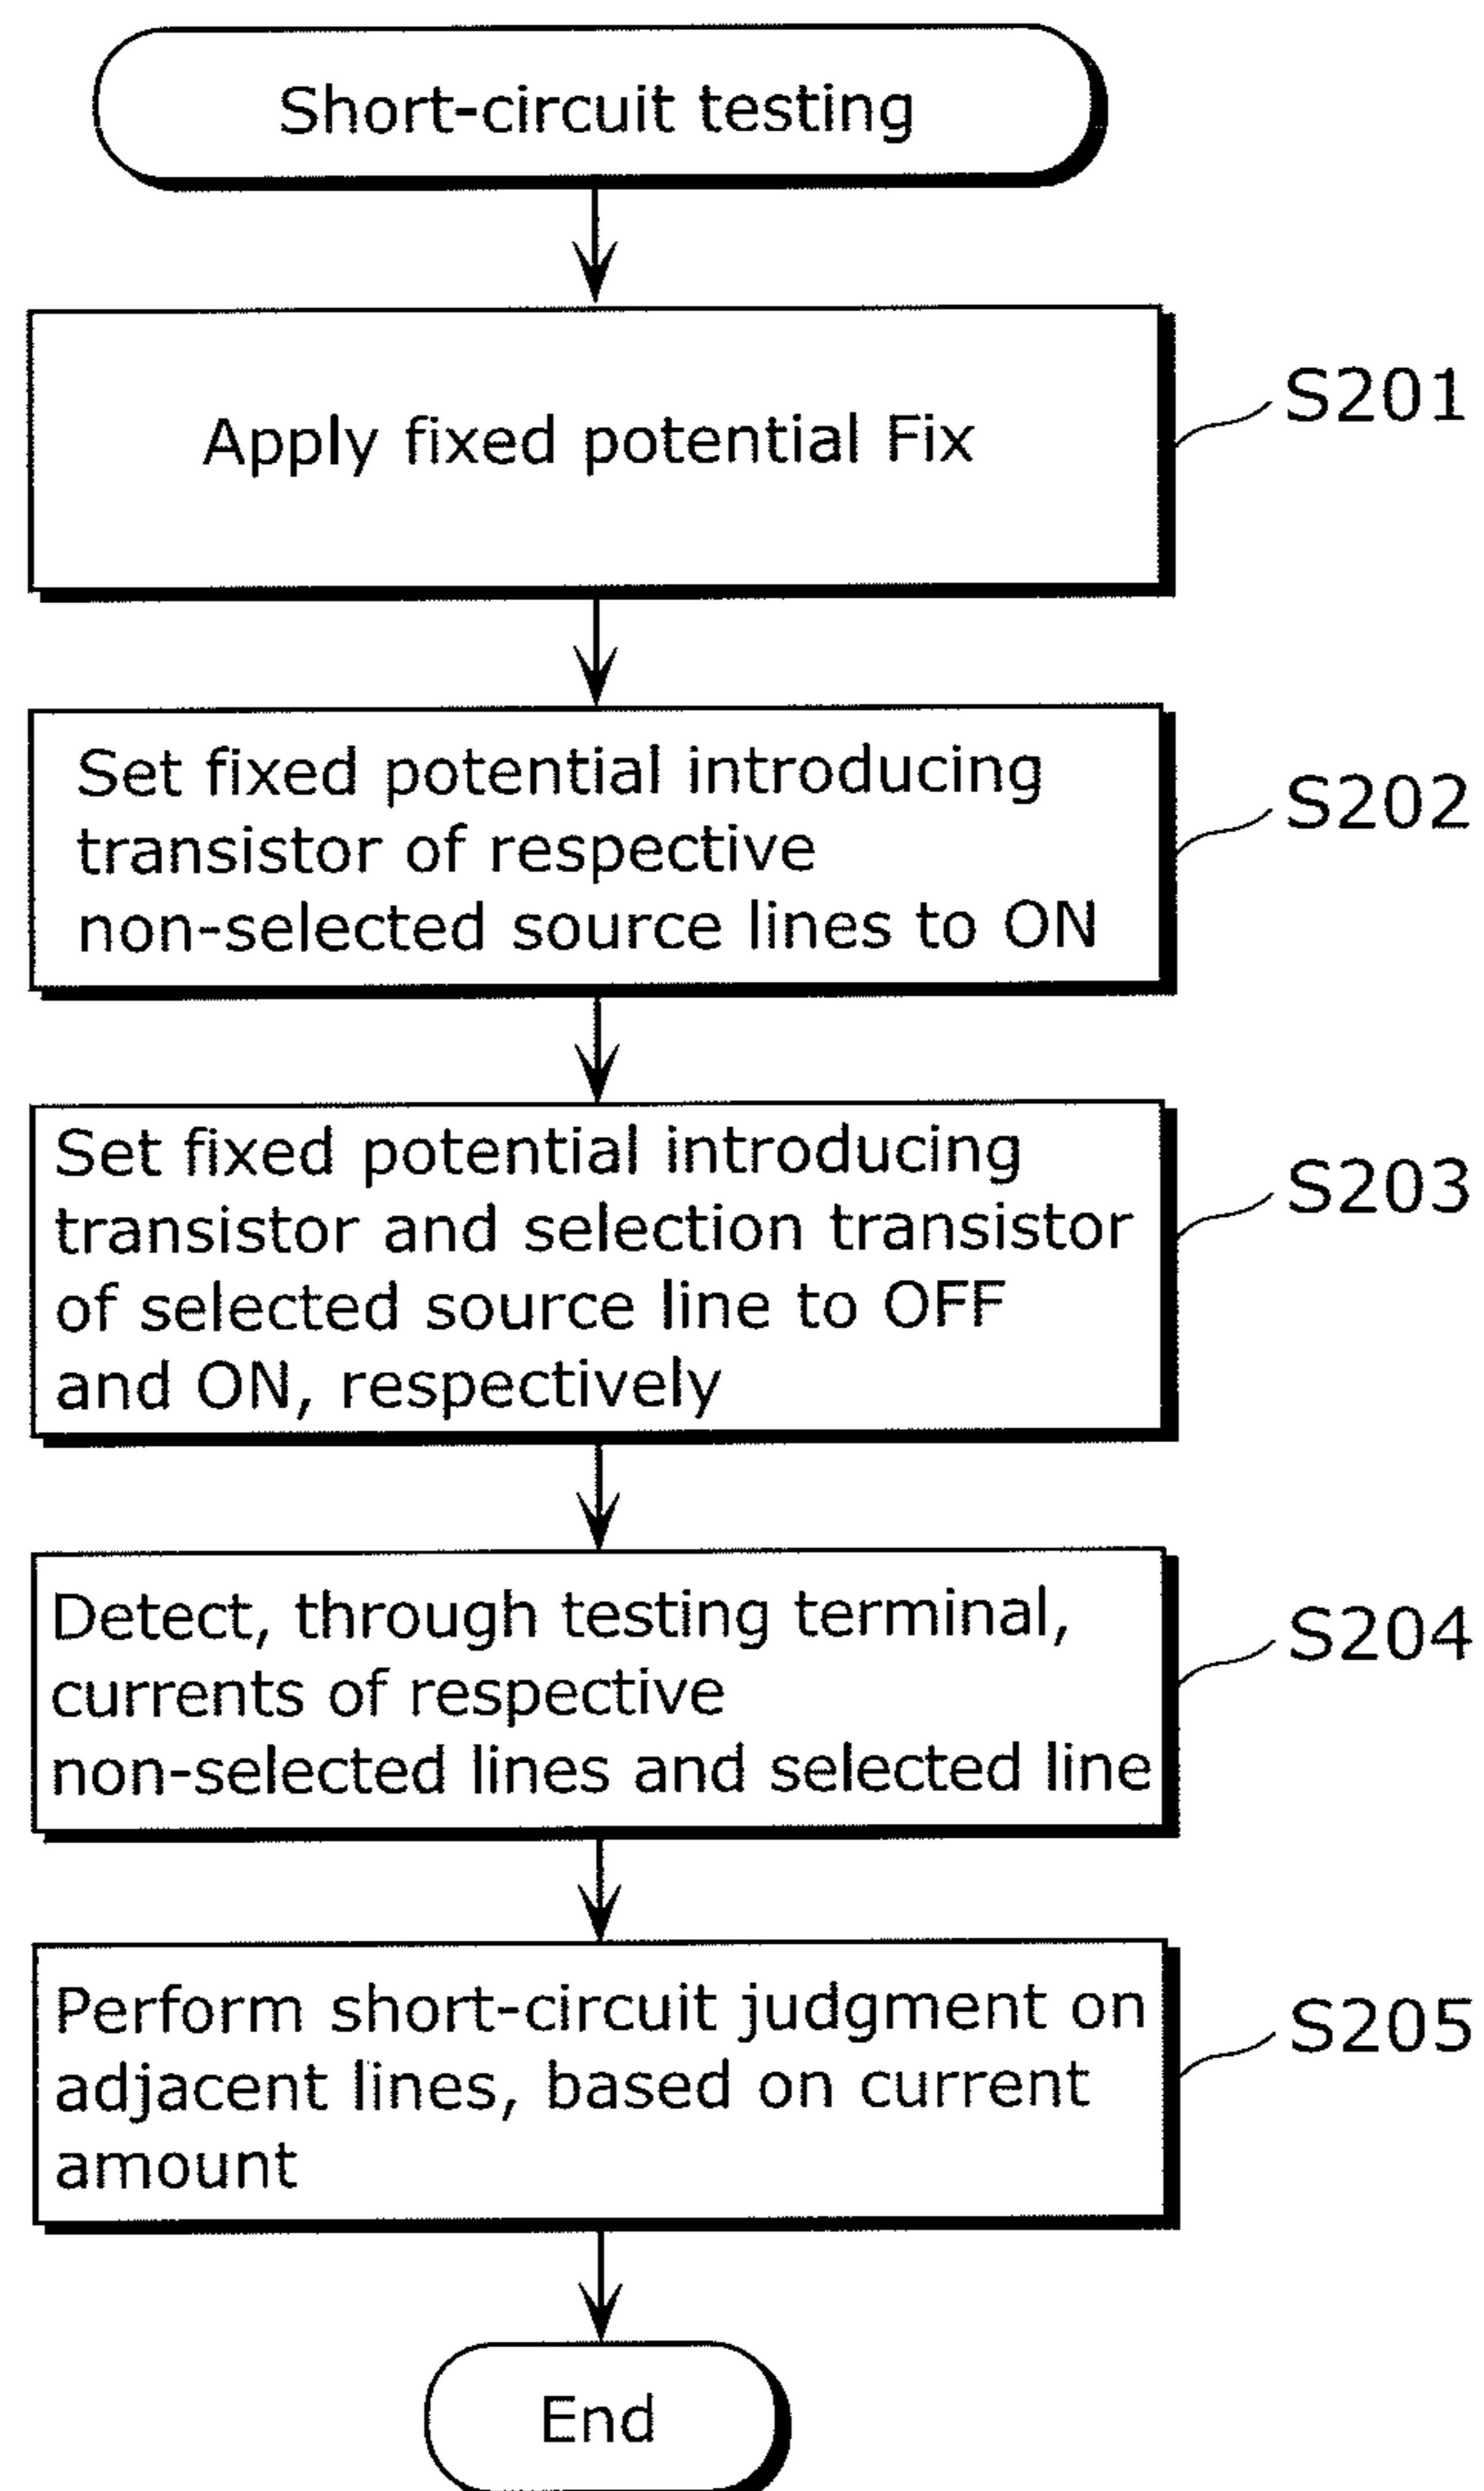 Short-circuit testing
Apply fixed potential Fix
S201
Set fixed potential introducing
transistor of respective
non-selected source lines to ON
S202
Set fixed potential introducing
transistor and selection transistor
of selected source line to OFF
and ON, respectively
S203
Detect, through testing terminal,
currents of respective
non-selected lines and selected line
S204
Perform short-circuit judgment on
adjacent lines, based on current
amount
S205
End